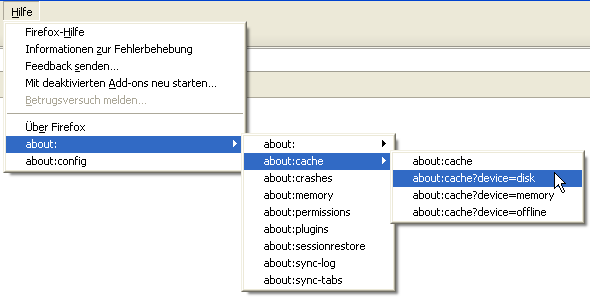 Hilfe
Firefox-Hilfe
Informationen zur Fehlerbehebung
Feedback senden...
Mit deaktivierten Add-ons neu starten...
Betrugsversuch melden...
Über Firefox
about:
about:config
about:
about:cache
about:crashes
about:memory
about:permissions
about:plugins
about:sessionrestore
about:sync-log
about:sync-tabs
about:cache
about:cache?device=disk
about:cache?device=memory
about:cache?device=offline